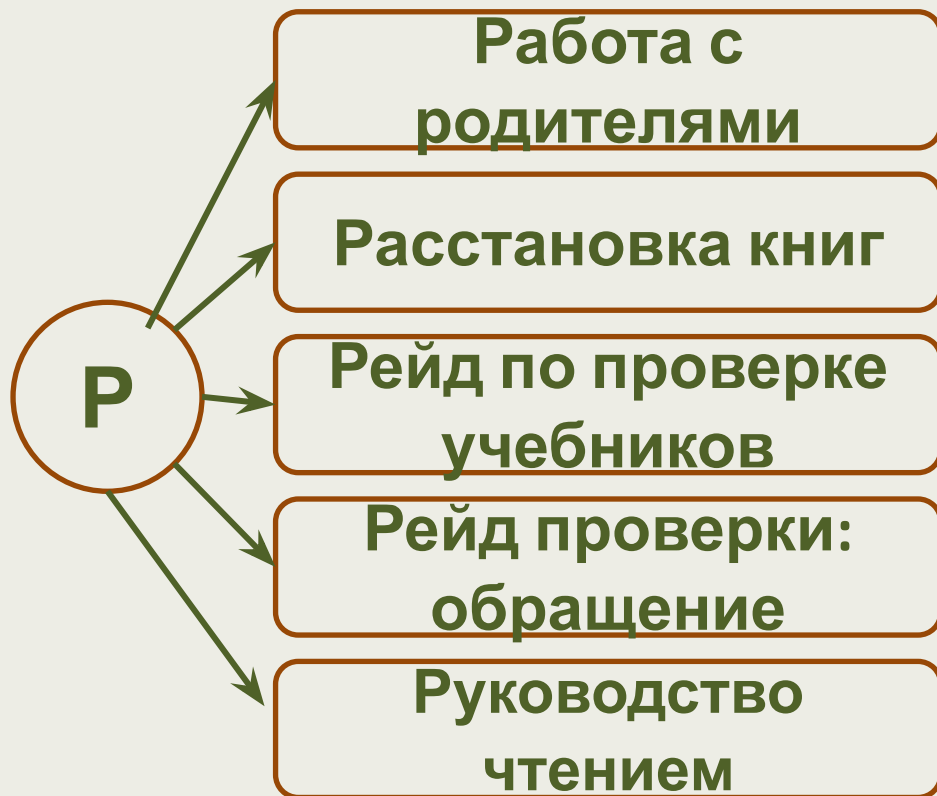 Работа с
родителями
Расстановка книг
Р
Рейд по проверке
учебников
Рейд проверки:
обращение
Руководство
чтением